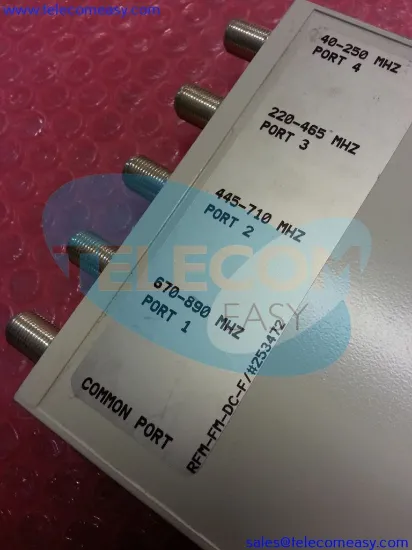 www.telecomeasy.com
40-250 MHZ
PORT 4
220-465 MHZ
PORT 3
445-710 MHZ
PORT 2
TELECOM
EASY
670-890 MHZ
PORT 1
COMMON PORT
RFM-FM-DC-F/#253472
sales@telecomeasy.com